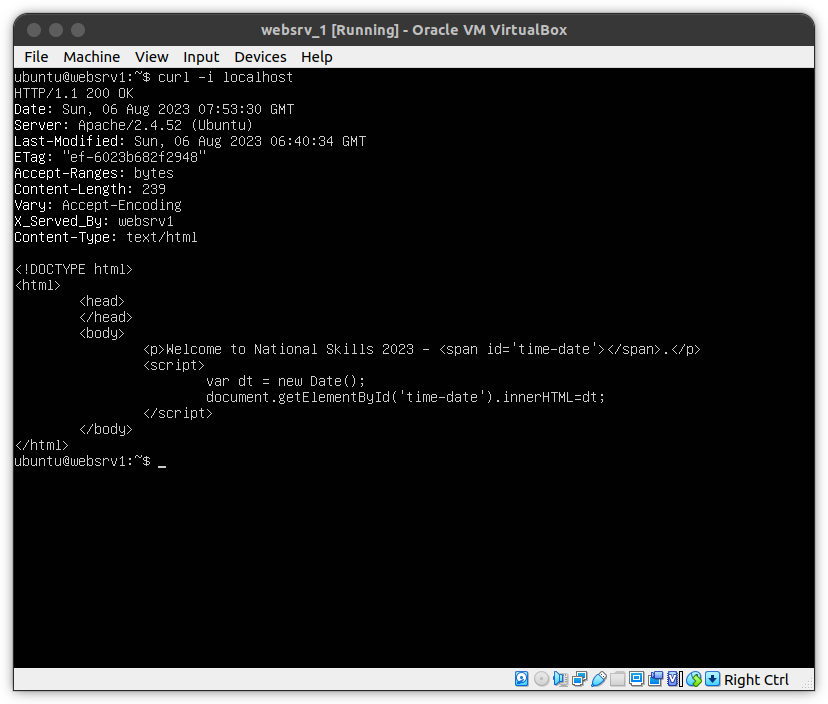 websrv_1 [Running] - Oracle VM VirtualBox
File Machine View Input Devices Help
ubuntu@websrv1:~$ curl -i localhost
HTTP/1.1 200 OK
Date: Sun, 06 Aug 2023 07:53:30 GMT
Server: Apache/2.4.52 (Ubuntu)
Last-Modified: Sun, 06 Aug 2023 06:40:34 GMT
ETag: "ef-6023b682f2948"
Accept-Ranges: bytes
Content-Length: 239
Vary: Accept-Encoding
X_Served_By: websrv1
Content-Type: text/html

<!DOCTYPE html>
<html>
        <head>
        </head>
        <body>
                <p>Welcome to National Skills 2023 - <span id='time-date'></span>.</p>
                <script>
                        var dt = new Date();
                        document.getElementById('time-date').innerHTML=dt;
                </script>
        </body>
</html>
ubuntu@websrv1:~$ _
Right Ctrl